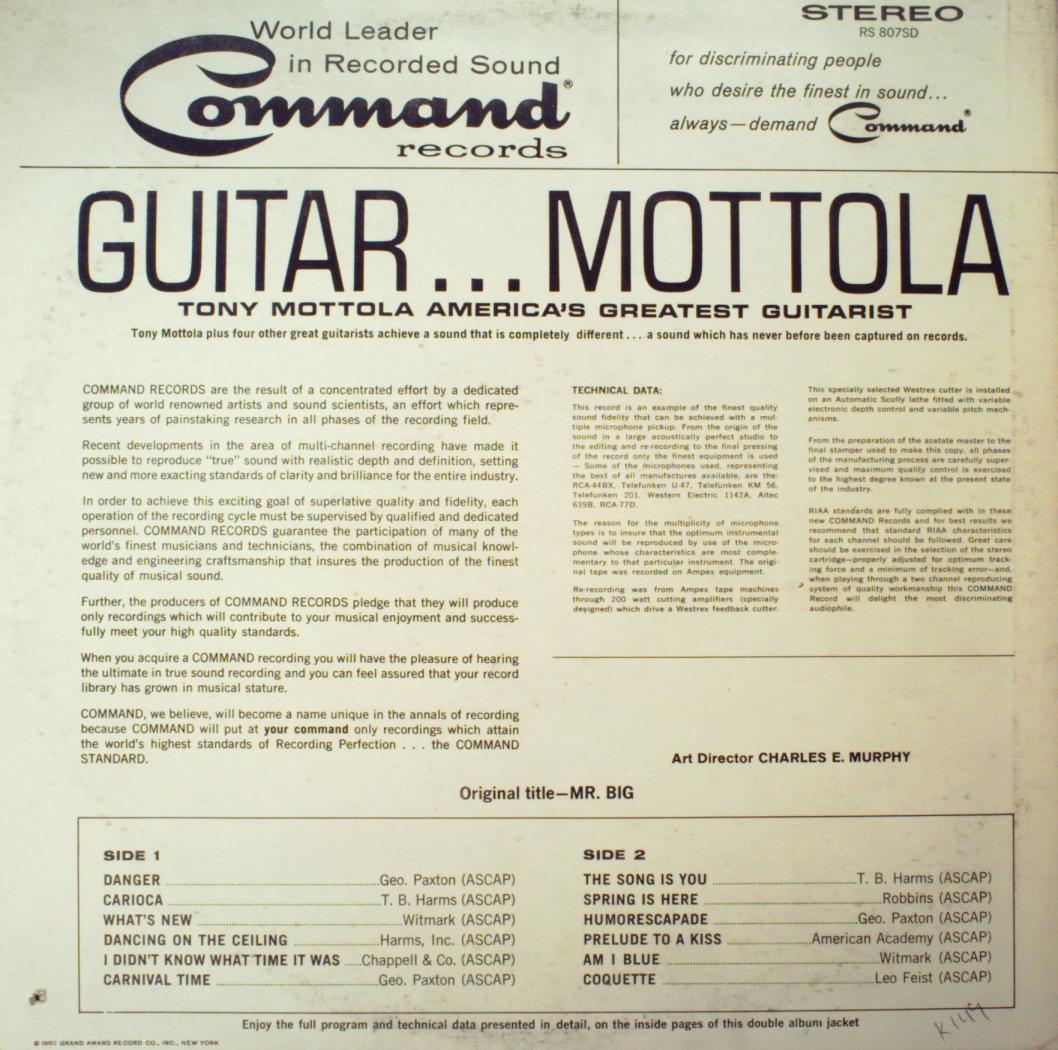 World Leader
in Recorded Sound
Command®
records
STEREO
RS 807SD
for discriminating people
who desire the finest in sound...
always—demand Command®
GUITAR...MOTTOLA
TONY MOTTOLA AMERICA'S GREATEST GUITARIST
Tony Mottola plus four other great guitarists achieve a sound that is completely different... a sound which has never before been captured on records.
COMMAND RECORDS are the result of a concentrated effort by a dedicated
group of world renowned artists and sound scientists, an effort which repre-
sents years of painstaking research in all phases of the recording field.
Recent developments in the area of multi-channel recording have made it
possible to reproduce "true" sound with realistic depth and definition, setting
new and more exacting standards of clarity and brilliance for the entire industry.
In order to achieve this exciting goal of superlative quality and fidelity, each
operation of the recording cycle must be supervised by qualified and dedicated
personnel. COMMAND RECORDS guarantee the participation of many of the
world's finest musicians and technicians, the combination of musical knowl-
edge and engineering craftsmanship that insures the production of the finest
quality of musical sound.
Further, the producers of COMMAND RECORDS pledge that they will produce
only recordings which will contribute to your musical enjoyment and success-
fully meet your high quality standards.
When you acquire a COMMAND recording you will have the pleasure of hearing
the ultimate in true sound recording and you can feel assured that your record
library has grown in musical stature.
COMMAND, we believe, will become a name unique in the annals of recording
because COMMAND will put at your command only recordings which attain
the world's highest standards of Recording Perfection . . . the COMMAND
STANDARD.
TECHNICAL DATA:
This record is an example of the finest quality
sound fidelity that can be achieved with a mul-
tiple microphone pickup. From the origin of the
sound in a large acoustically perfect studio to
the editing and re-recording to the final pressing
of the record only the finest equipment is used
— Some of the microphones used, representing
the best of all manufactures available, are the:
RCA-44BX, Telefunken U-47, Telefunken KM 56,
Telefunken 201, Western Electric 1142A, Altec
639B, RCA-77D.
The reason for the multiplicity of microphone
types is to insure that the optimum instrumental
sound will be reproduced by use of the micro-
phone whose characteristics are most comple-
mentary to that particular instrument. The origi-
nal tape was recorded on Ampex equipment.
Re-recording was from Ampex tape machines
through 200 watt cutting amplifiers (specially
designed) which drive a Westrex feedback cutter.
This specially selected Westrex cutter is installed
on an Automatic Scully lathe fitted with variable
electronic depth control and variable pitch mech-
anisms.
From the preparation of the acetate master to the
final stamper used to make this copy, all phases
of the manufacturing process are carefully super-
vised and maximum quality control is exercised
to the highest degree known at the present state
of the industry.
RIAA standards are fully complied with in these
new COMMAND Records and for best results we
recommend that standard RIAA characteristics
for each channel should be followed. Great care
should be exercised in the selection of the stereo
cartridge—properly adjusted for optimum track-
ing force and a minimum of tracking error—and,
when playing through a two channel reproducing
system of quality workmanship this COMMAND
Record will delight the most discriminating
audiophile.
Art Director CHARLES E. MURPHY
Original title—MR. BIG
SIDE 1
DANGER ........ Geo. Paxton (ASCAP)
CARIOCA ........ T. B. Harms (ASCAP)
WHAT'S NEW ........ Witmark (ASCAP)
DANCING ON THE CEILING ........ Harms, Inc. (ASCAP)
I DIDN'T KNOW WHAT TIME IT WAS ..... Chappell & Co. (ASCAP)
CARNIVAL TIME ........ Geo. Paxton (ASCAP)
SIDE 2
THE SONG IS YOU ........ T. B. Harms (ASCAP)
SPRING IS HERE ........ Robbins (ASCAP)
HUMORESCAPADE ........ Geo. Paxton (ASCAP)
PRELUDE TO A KISS ........ American Academy (ASCAP)
AM I BLUE ........ Witmark (ASCAP)
COQUETTE ........ Leo Feist (ASCAP)
Enjoy the full program and technical data presented in detail, on the inside pages of this double album jacket
GRAND AWARD RECORD CO., INC., NEW YORK